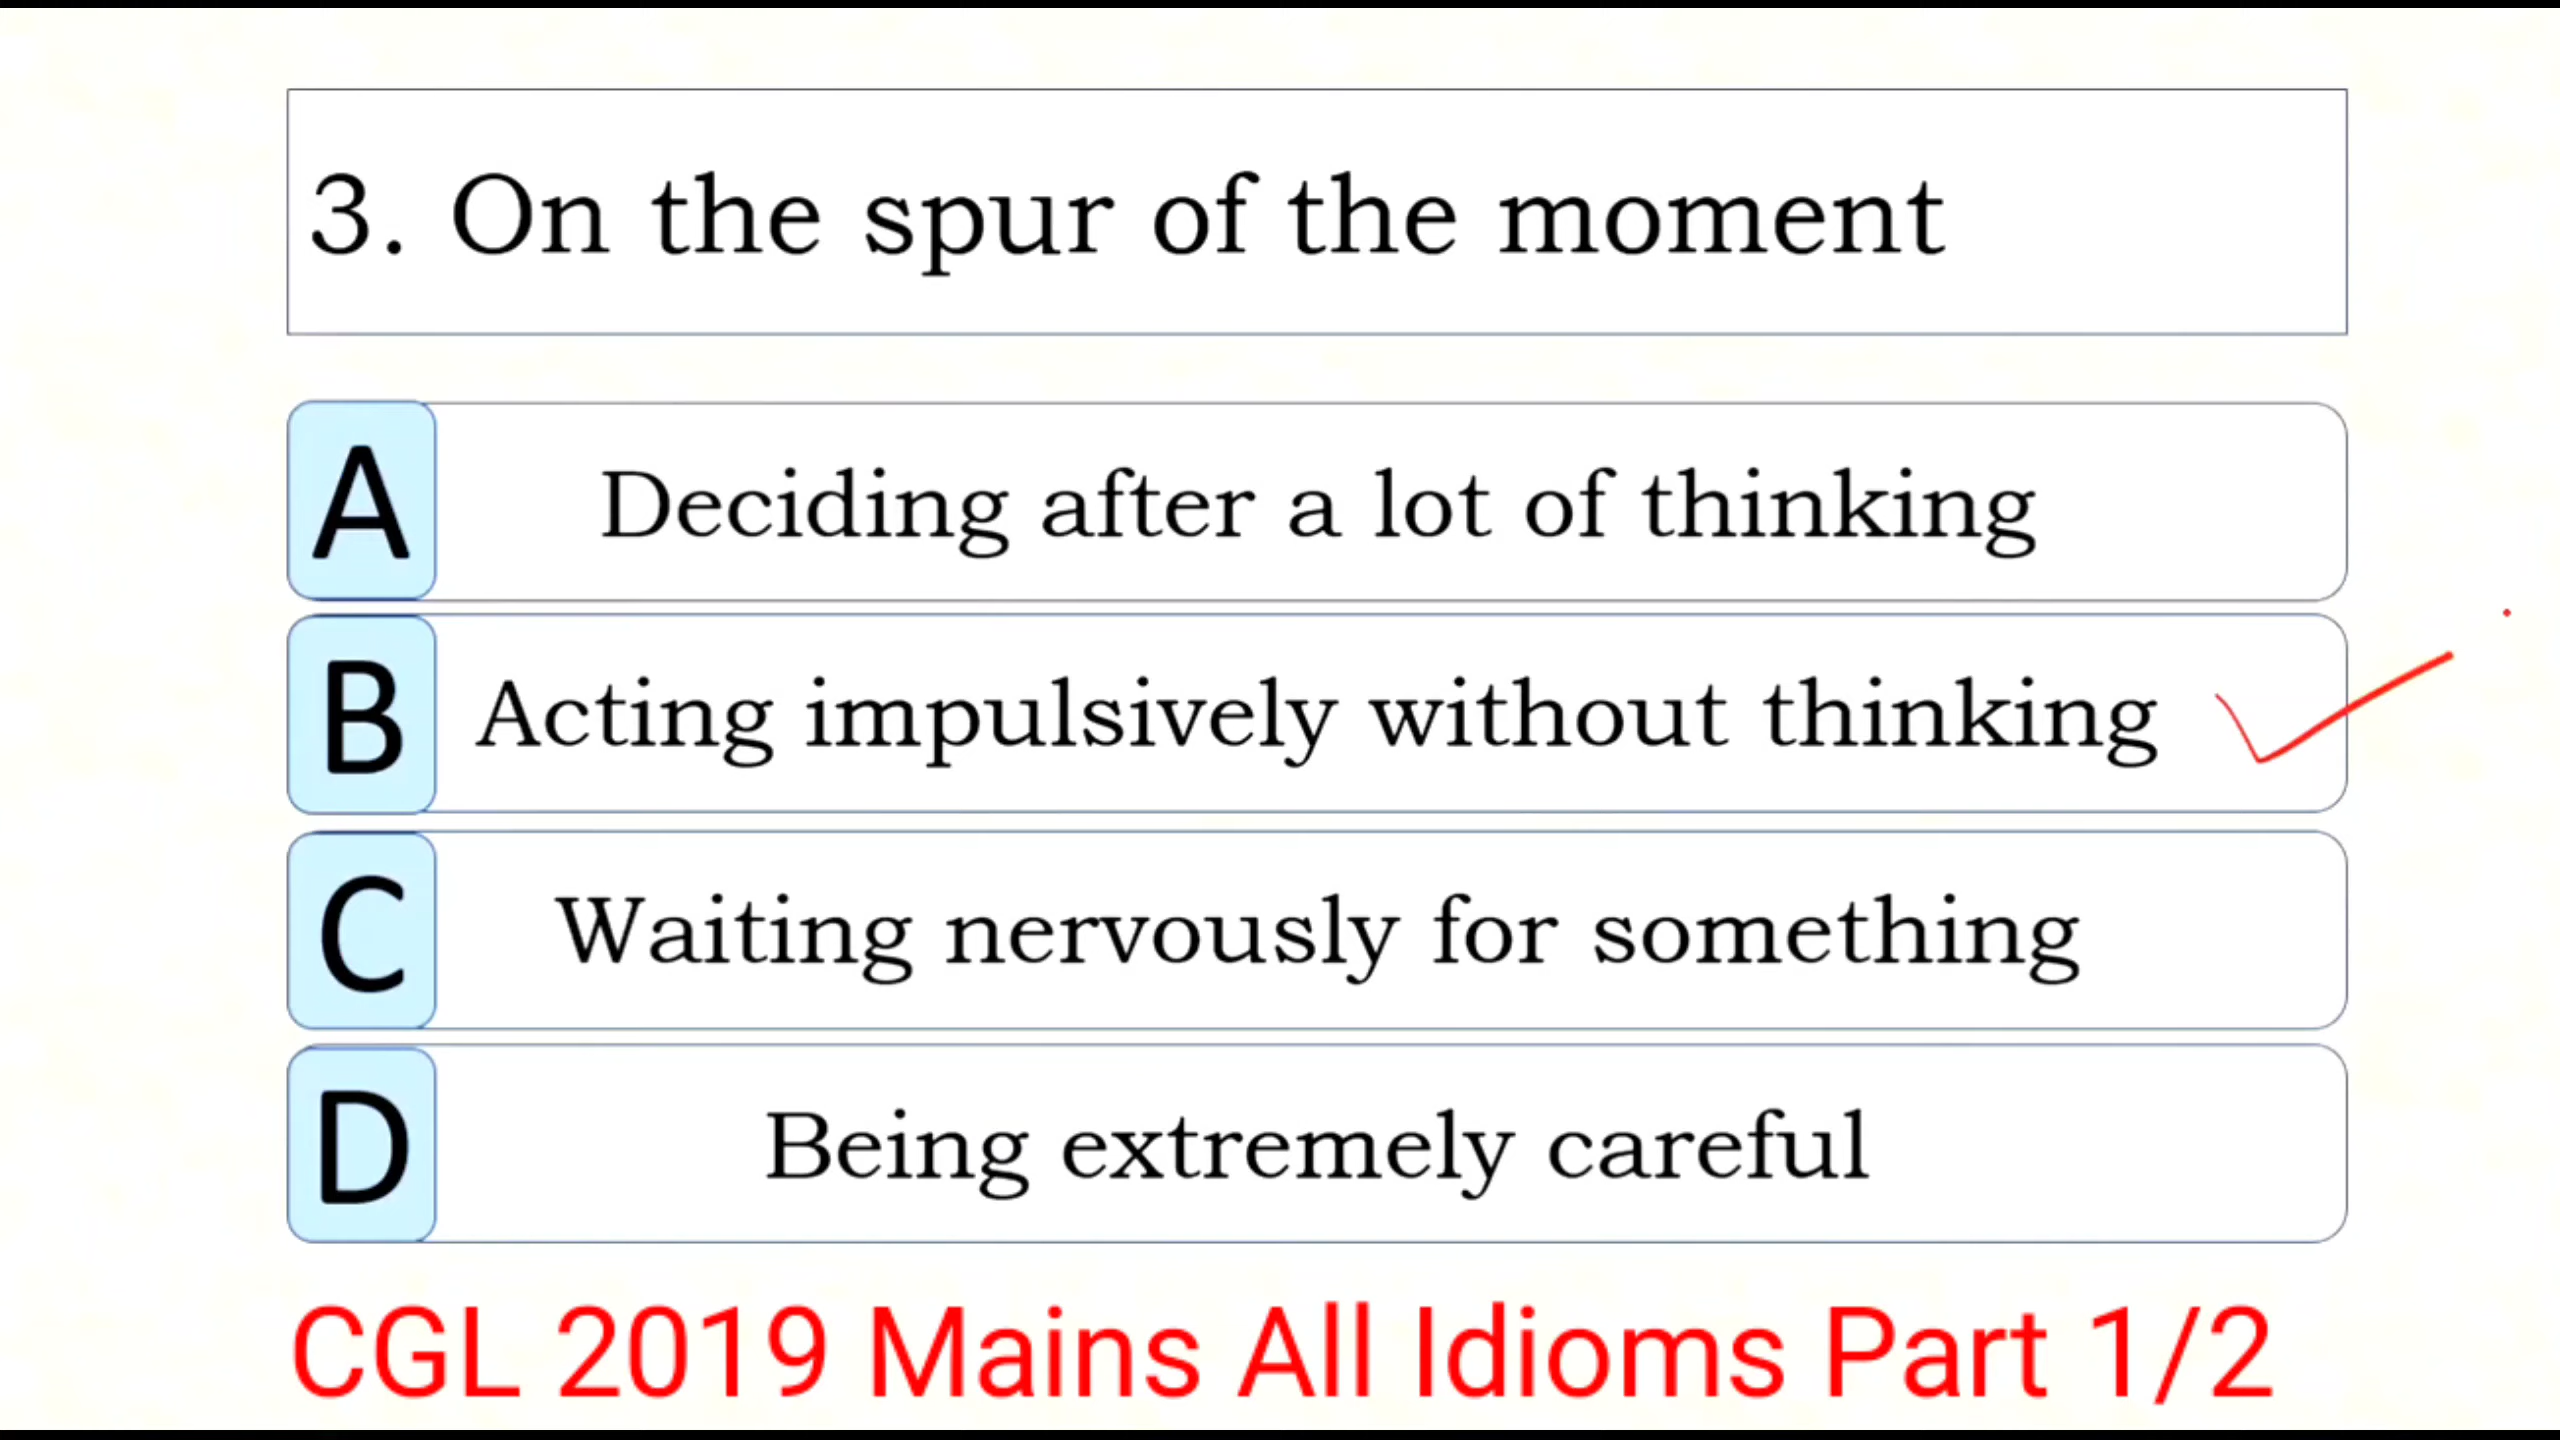 3. On the spur of the moment
A Deciding after a lot of thinking
B Acting impulsively without thinking
C Waiting nervously for something
D Being extremely careful
CGL 2019 Mains All Idioms Part 1/2